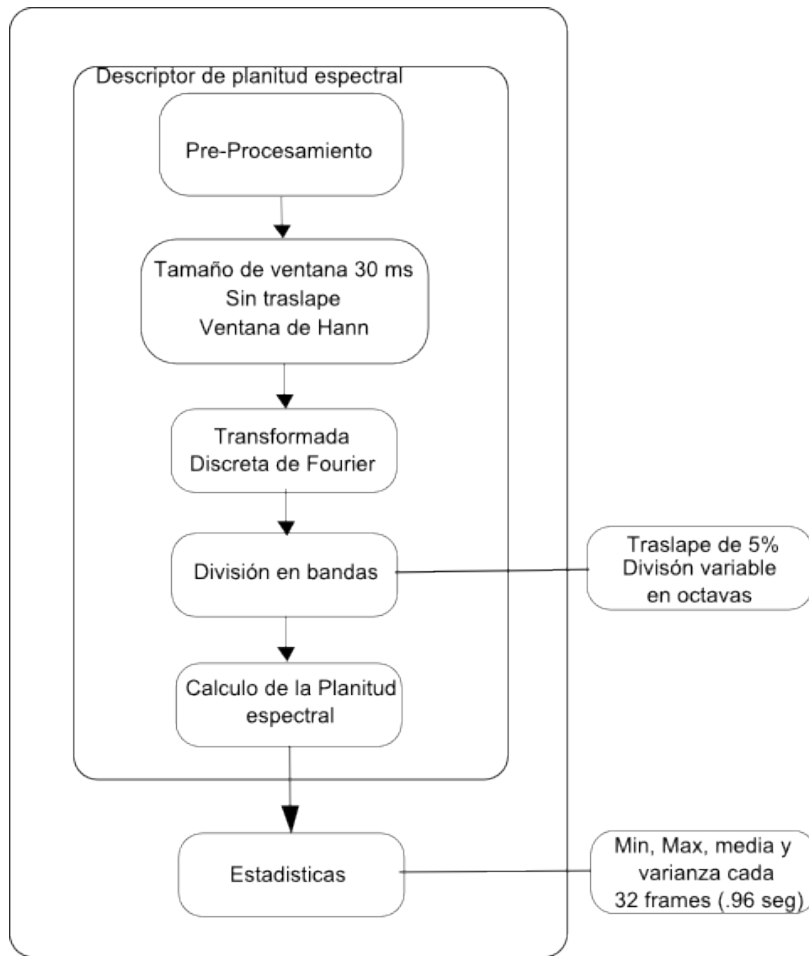 Descriptor de planitud espectral
Pre-Procesamiento
Tamaño de ventana 30 ms
Sin traslape
Ventana de Hann
Transformada
Discreta de Fourier
División en bandas
Traslape de 5%
Divisón variable
en octavas
Calculo de la Planitud
espectral
Estadisticas
Min, Max, media y
varianza cada
32 frames (.96 seg)